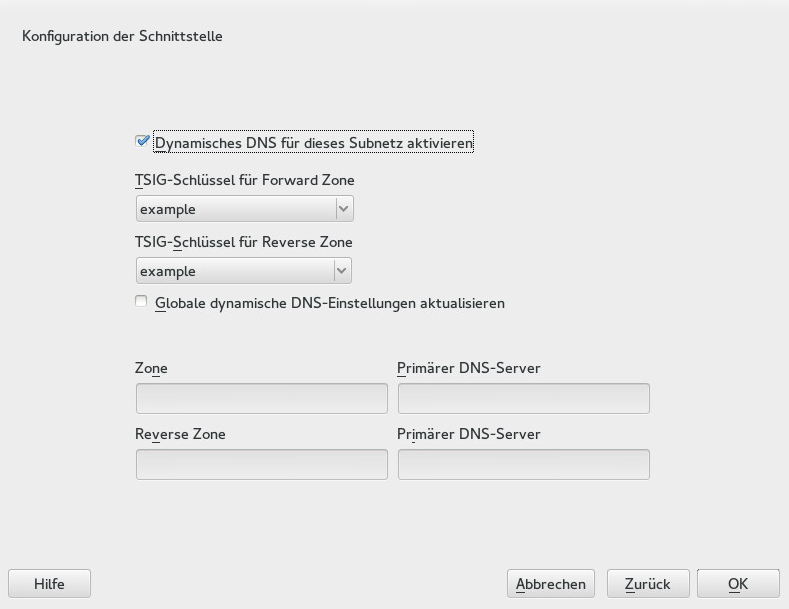 Konfiguration der Schnittstelle
Dynamisches DNS für dieses Subnetz aktivieren
TSIG-Schlüssel für Forward Zone
example
TSIG-Schlüssel für Reverse Zone
example
Globale dynamische DNS-Einstellungen aktualisieren
Zone
Primärer DNS-Server
Reverse Zone
Primärer DNS-Server
Hilfe
Abbrechen
Zurück
OK